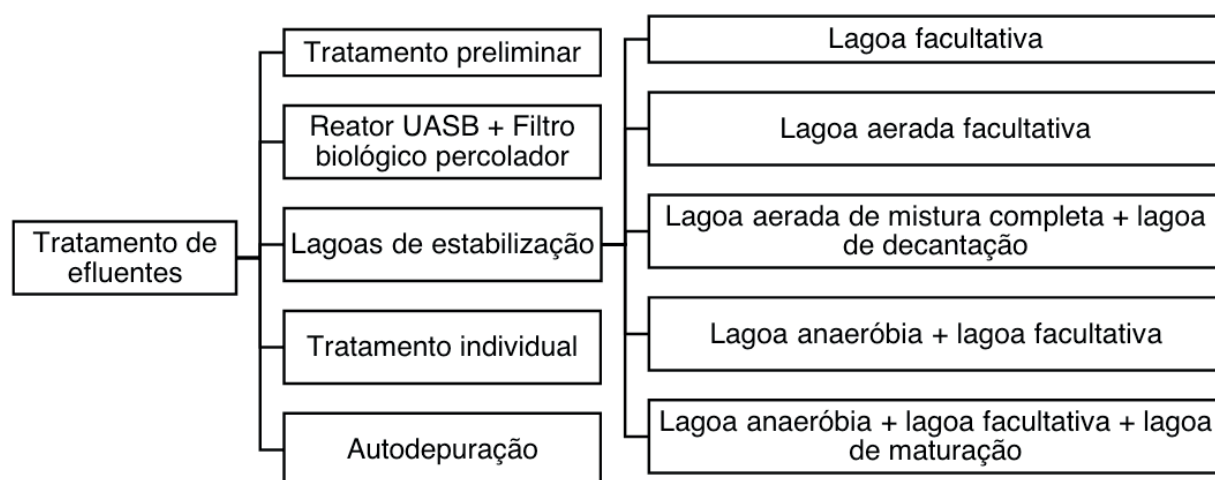 Tratamento de
efluentes
Tratamento preliminar
Reator UASB + Filtro
biológico percolador
Lagoas de estabilização
Tratamento individual
Autodepuração
Lagoa facultativa
Lagoa aerada facultativa
Lagoa aerada de mistura completa + lagoa
de decantação
Lagoa anaeróbia + lagoa facultativa
Lagoa anaeróbia + lagoa facultativa + lagoa
de maturação